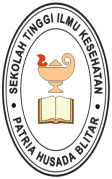 SEKOLAH TINGGI ILMU KESEHATAN
PATRIA HUSADA BLITAR